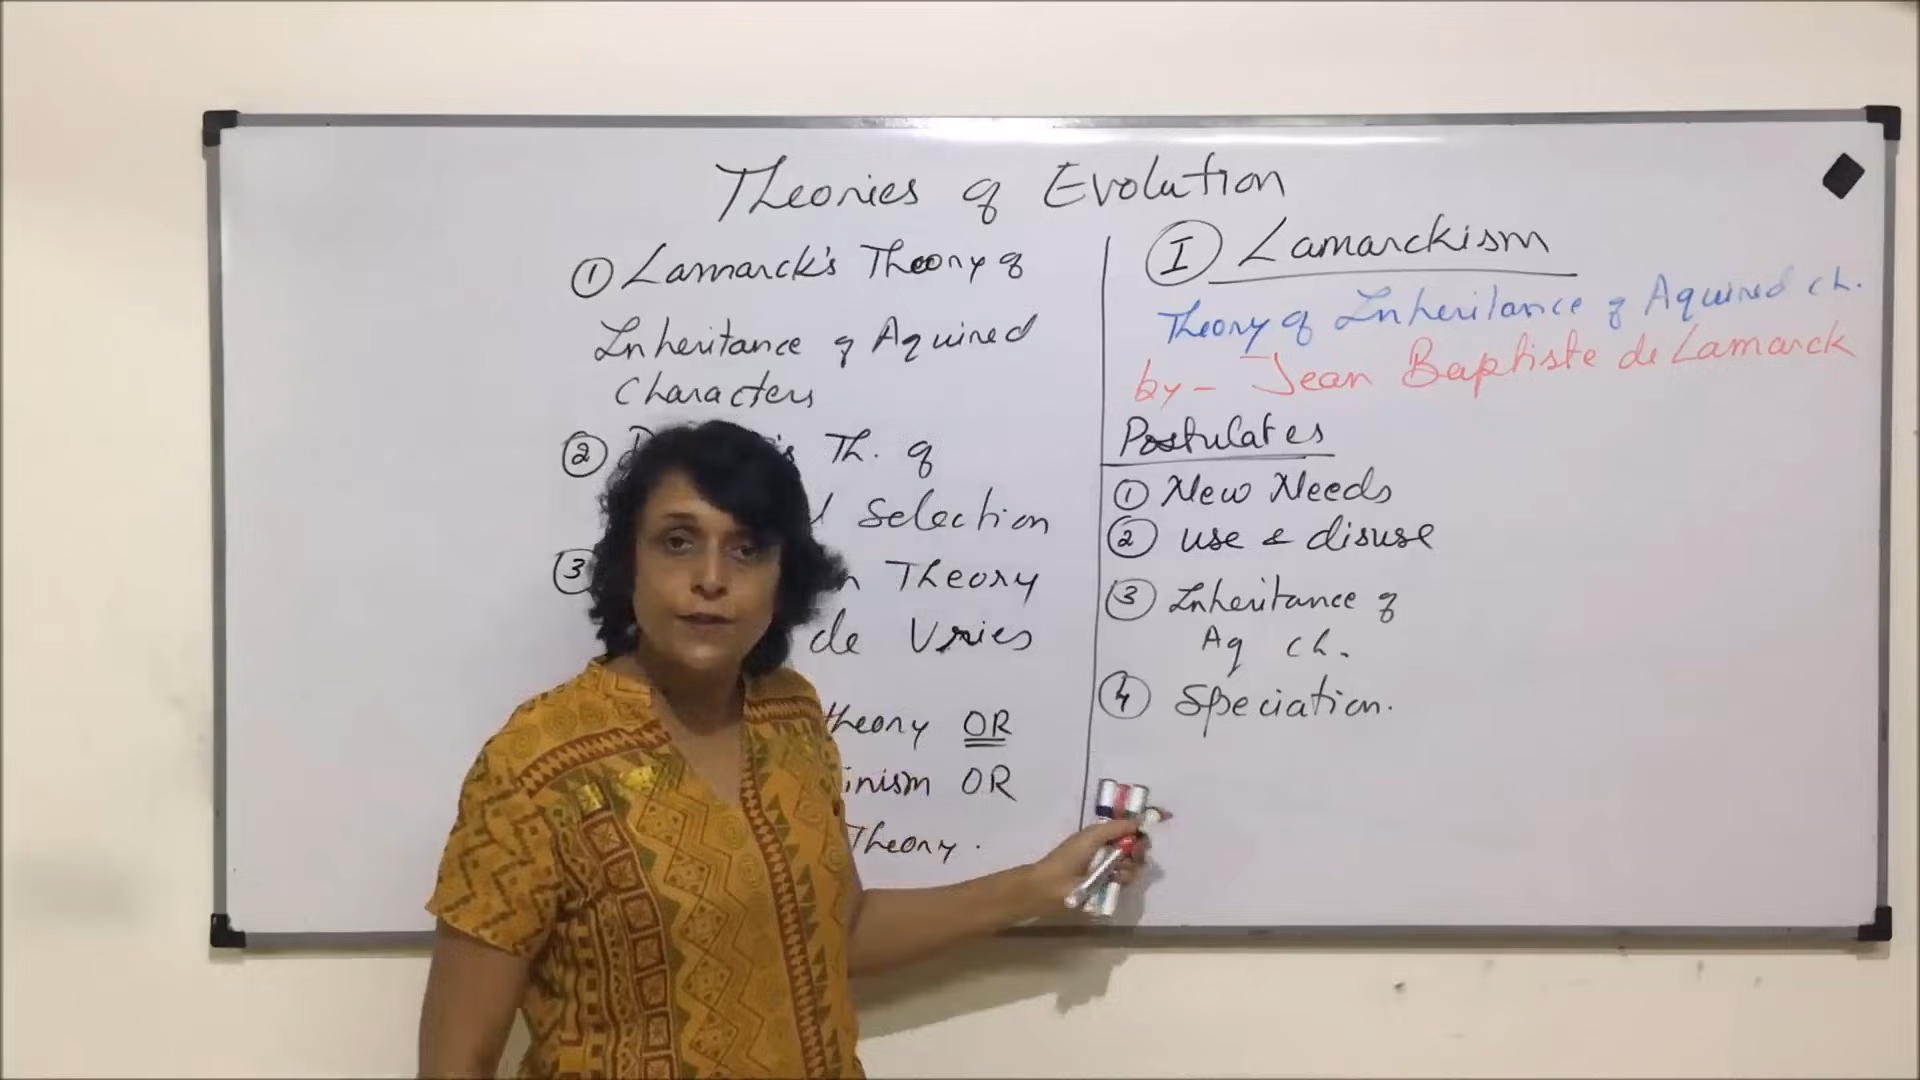 Theories of Evolution
① Lamarck's Theory of
Inheritance of Aquired
Characters
② Th. of
Selection
③ Theory
de Vries
theory OR
OR
Theory.
I Lamarckism
Theory of Inheritance of Aquired ch.
by - Jean Baptiste de Lamarck
Postulates
① New Needs
② use & disuse
③ Inheritance of
Aq ch.
④ Speciation.